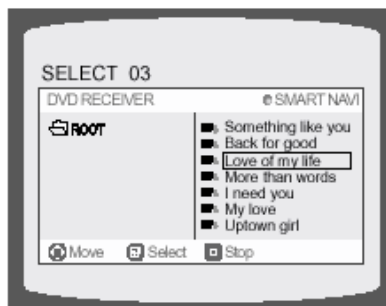 SELECT 03
DVD RECEIVER SMART NAVI
ROOT
Something like you
Back for good
Love of my life
More than words
I need you
My love
Uptown girl
Move Select Stop